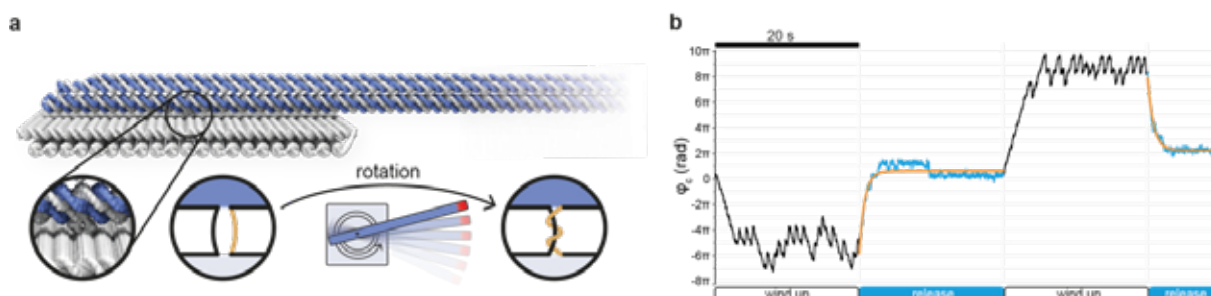 a
rotation
b
20 s
10π
8π
6π
4π
2π
0
-2π
-4π
-6π
-8π
φc (rad)
wind up
release
wind up
release